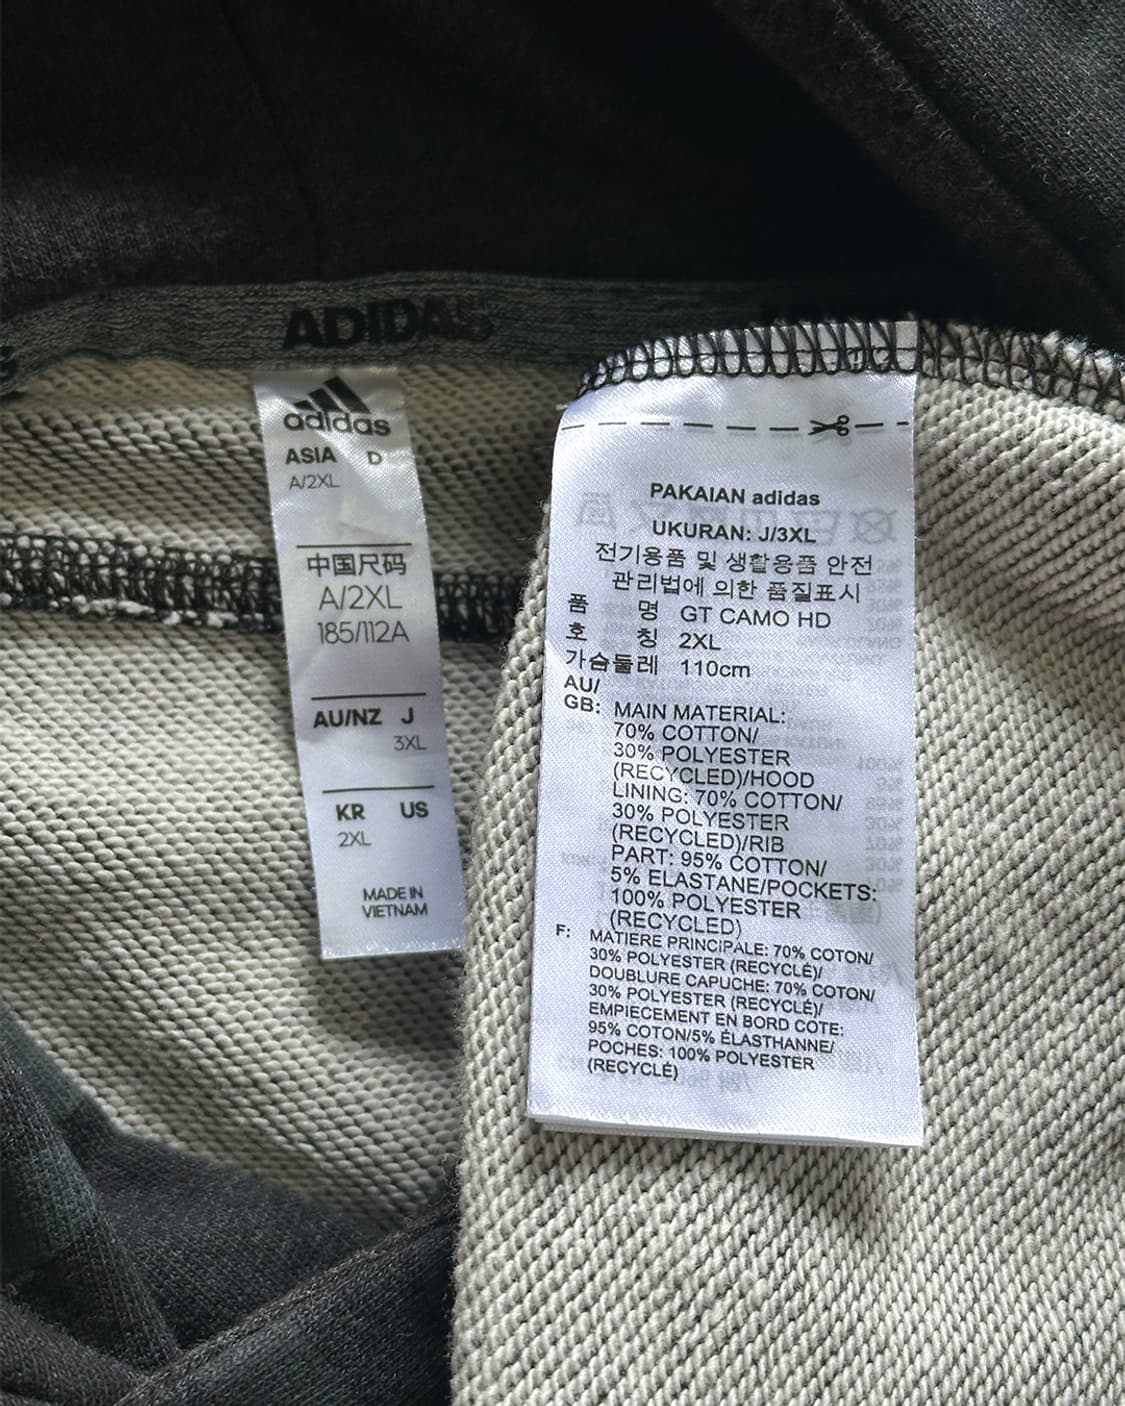 ADIDAS
adidas
ASIA D
A/2XL
中国尺码
A/2XL
185/112A
AU/NZ J
3XL
KR US
2XL
MADE IN
VIETNAM
PAKAIAN adidas
UKURAN: J/3XL
전기용품 및 생활용품 안전
관리법에 의한 품질표시
품 명 GT CAMO HD
호 칭 2XL
가슴둘레 110cm
AU/
GB: MAIN MATERIAL:
70% COTTON/
30% POLYESTER
(RECYCLED)/HOOD
LINING: 70% COTTON/
30% POLYESTER
(RECYCLED)/RIB
PART: 95% COTTON/
5% ELASTANE/POCKETS:
100% POLYESTER
(RECYCLED)
F: MATIERE PRINCIPALE: 70% COTON/
30% POLYESTER (RECYCLÉ)/
DOUBLURE CAPUCHE: 70% COTON/
30% POLYESTER (RECYCLÉ)/
EMPIECEMENT EN BORD COTE:
95% COTON/5% ÉLASTHANNE/
POCHES: 100% POLYESTER
(RECYCLÉ)